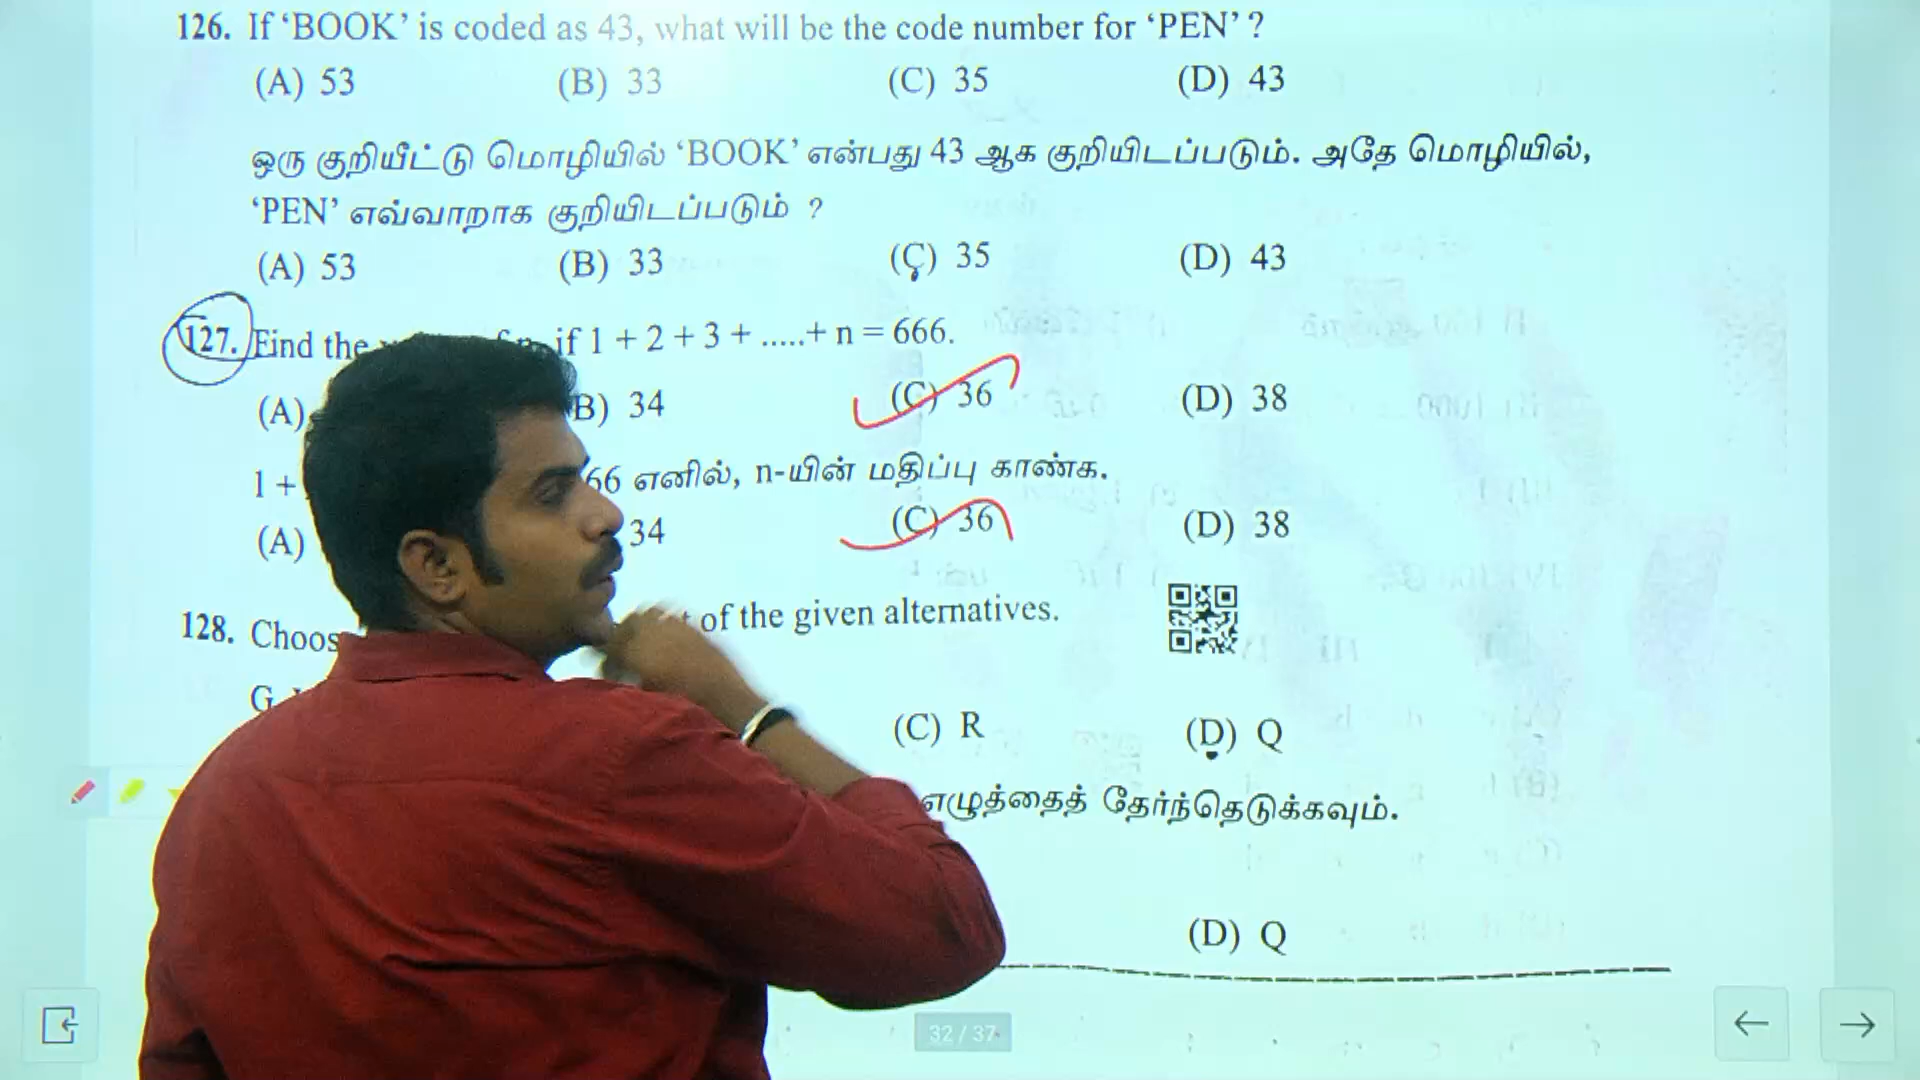 126. If ‘BOOK’ is coded as 43, what will be the code number for ‘PEN’ ?
(A) 53 (B) 33 (C) 35 (D) 43
ஒரு குறியீட்டு மொழியில் ‘BOOK’ என்பது 43 ஆக குறியிடப்படும். அதே மொழியில்,
‘PEN’ எவ்வாறாக குறியிடப்படும் ?
(A) 53 (B) 33 (C) 35 (D) 43
127. Find the if 1 + 2 + 3 + .....+ n = 666.
(A) B) 34 (C) 36 (D) 38
1 + 66 எனில், n-யின் மதிப்பு காண்க.
(A) 34 (C) 36 (D) 38
128. Choos of the given alternatives.
G
(C) R (D) Q
எழுத்தைத் தேர்ந்தெடுக்கவும்.
(D) Q
32 / 37